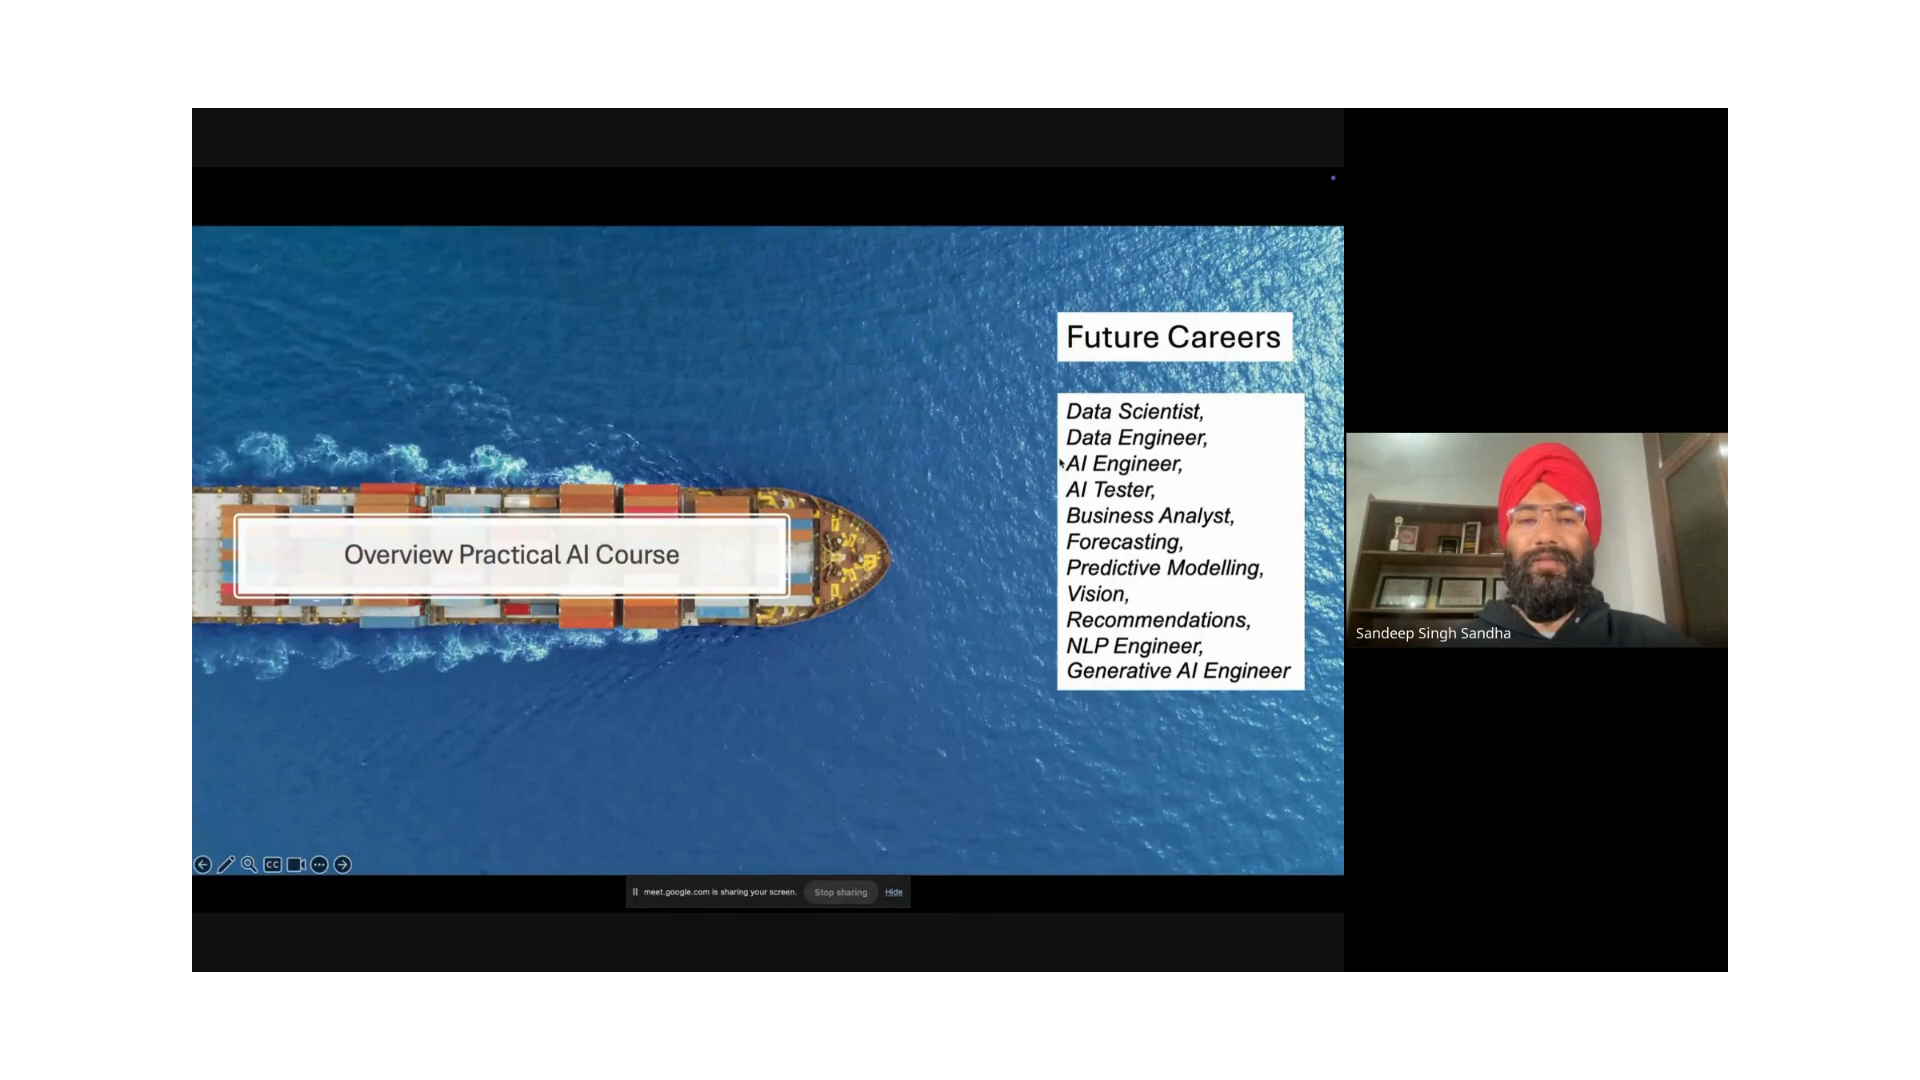 Future Careers
Data Scientist,
Data Engineer,
AI Engineer,
AI Tester,
Business Analyst,
Forecasting,
Predictive Modelling,
Vision,
Recommendations,
NLP Engineer,
Generative AI Engineer
Overview Practical AI Course
Sandeep Singh Sandha
CC
meet.google.com is sharing your screen. Stop sharing Hide